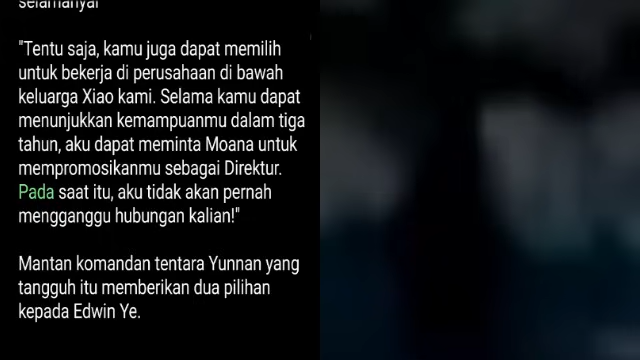 selamanya!
"Tentu saja, kamu juga dapat memilih
untuk bekerja di perusahaan di bawah
keluarga Xiao kami. Selama kamu dapat
menunjukkan kemampuanmu dalam tiga
tahun, aku dapat meminta Moana untuk
mempromosikanmu sebagai Direktur.
Pada saat itu, aku tidak akan pernah
mengganggu hubungan kalian!"
Mantan komandan tentara Yunnan yang
tangguh itu memberikan dua pilihan
kepada Edwin Ye.